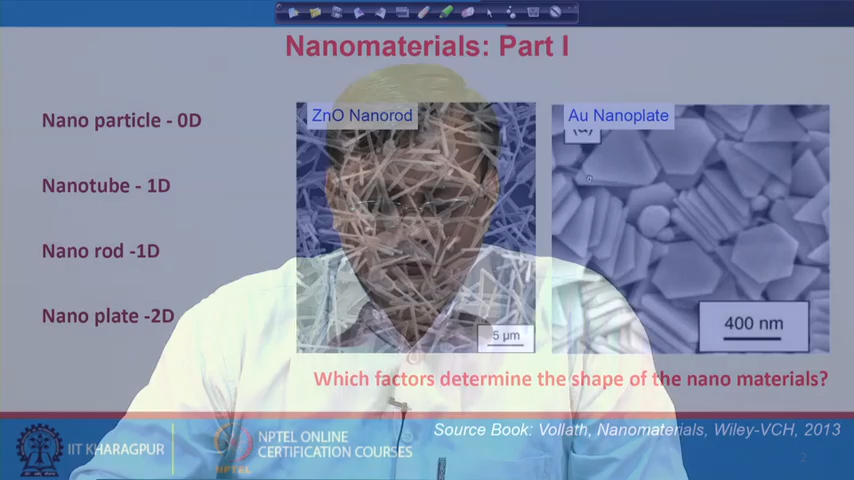 Nanomaterials: Part I
Nano particle - 0D
Nanotube - 1D
Nano rod -1D
Nano plate -2D
ZnO Nanorod
5 µm
Au Nanoplate
(a)
400 nm
Which factors determine the shape of the nano materials?
Source Book: Vollath, Nanomaterials, Wiley-VCH, 2013
IIT KHARAGPUR
NPTEL
NPTEL ONLINE
CERTIFICATION COURSES
2